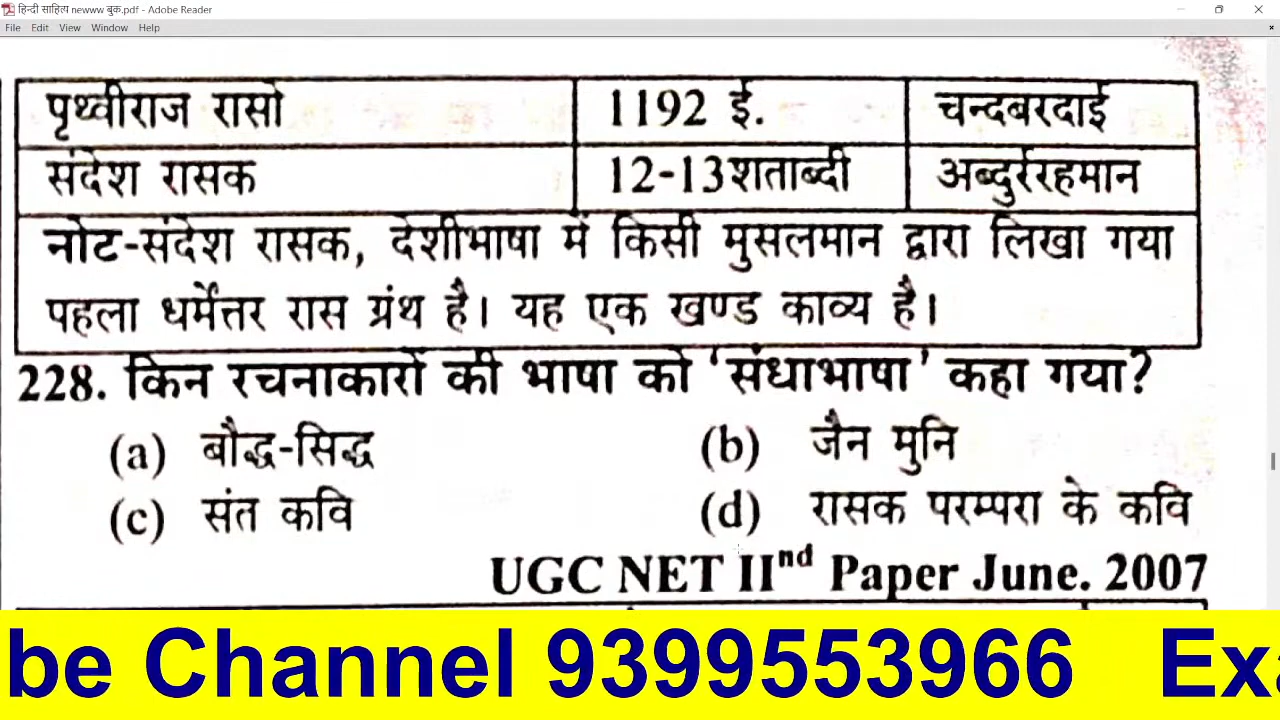 हिन्दी साहित्य newww बुक.pdf - Adobe Reader
File Edit View Window Help
पृथ्वीराज रासो 1192 ई. चन्दबरदाई
संदेश रासक 12-13शताब्दी अब्दुर्ररहमान
नोट-संदेश रासक, देशीभाषा में किसी मुसलमान द्वारा लिखा गया
पहला धर्मेत्तर रास ग्रंथ है। यह एक खण्ड काव्य है।
228. किन रचनाकारों की भाषा को 'संधाभाषा' कहा गया?
(a) बौद्ध-सिद्ध (b) जैन मुनि
(c) संत कवि (d) रासक परम्परा के कवि
UGC NET IInd Paper June. 2007
be Channel 9399553966 Exa